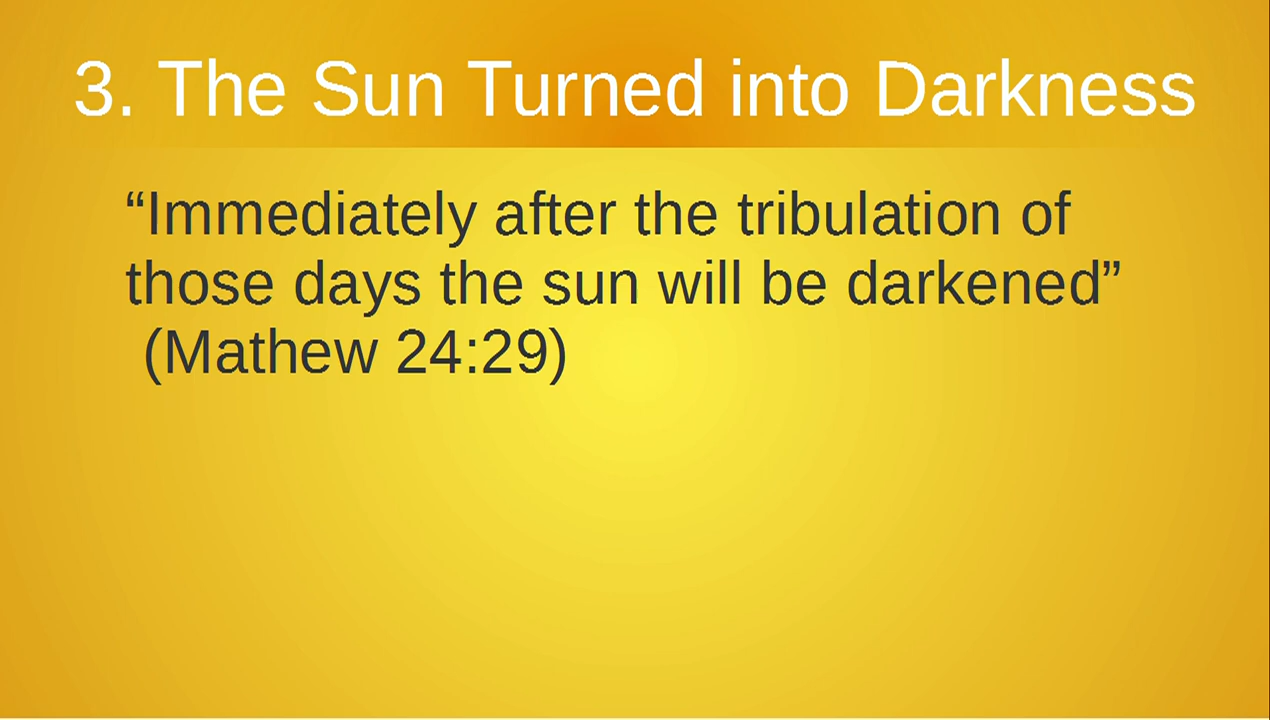 3. The Sun Turned into Darkness
“Immediately after the tribulation of
those days the sun will be darkened”
(Mathew 24:29)